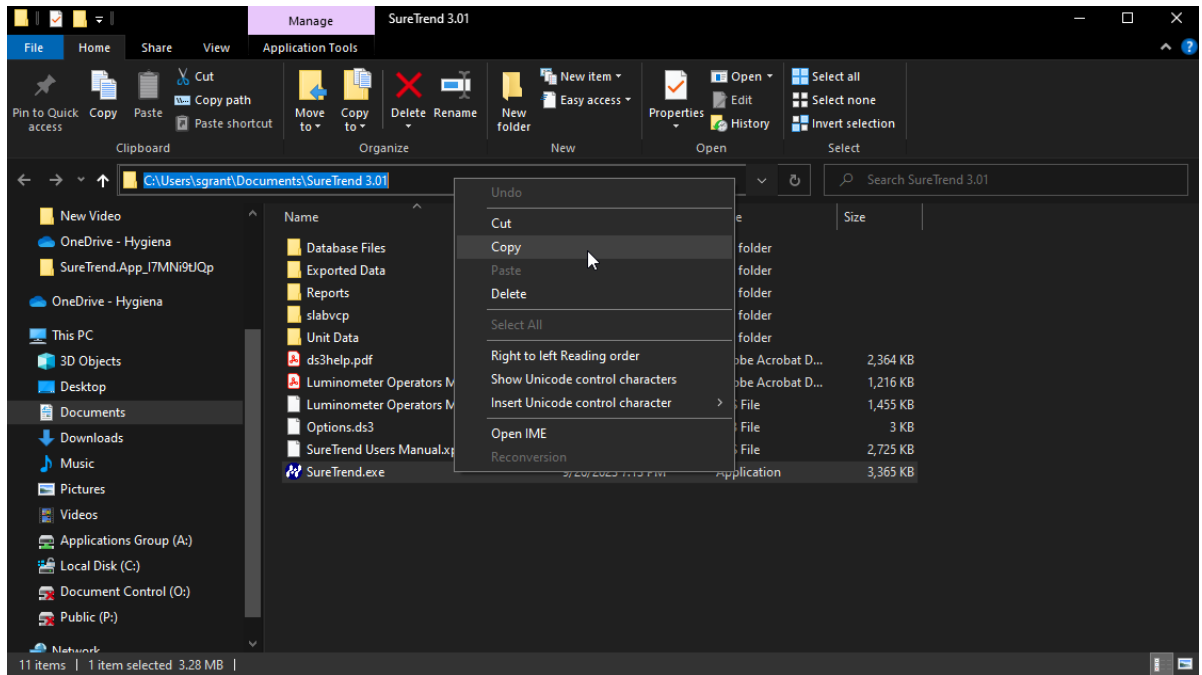 Manage
SureTrend 3.01
File
Home
Share
View
Application Tools
Pin to Quick access
Copy
Paste
Cut
Copy path
Paste shortcut
Clipboard
Move to
Copy to
Delete
Rename
Organize
New folder
New item
Easy access
New
Properties
Open
Edit
History
Open
Select all
Select none
Invert selection
Select
C:\Users\sgrant\Documents\SureTrend 3.01
Search SureTrend 3.01
New Video
OneDrive - Hygiena
SureTrend.App_I7MNi9tJQp
OneDrive - Hygiena
This PC
3D Objects
Desktop
Documents
Downloads
Music
Pictures
Videos
Applications Group (A:)
Local Disk (C:)
Document Control (O:)
Public (P:)
Network
Name
Size
Database Files
folder
Exported Data
folder
Reports
folder
slabvcp
folder
Unit Data
folder
ds3help.pdf
Acrobat D...
2,364 KB
Luminometer Operators M
Acrobat D...
1,216 KB
Luminometer Operators M
File
1,455 KB
Options.ds3
File
3 KB
SureTrend Users Manual.xp
File
2,725 KB
SureTrend.exe
Application
3,365 KB
Undo
Cut
Copy
Paste
Delete
Select All
Right to left Reading order
Show Unicode control characters
Insert Unicode control character
Open IME
Reconversion
11 items
1 item selected 3.28 MB